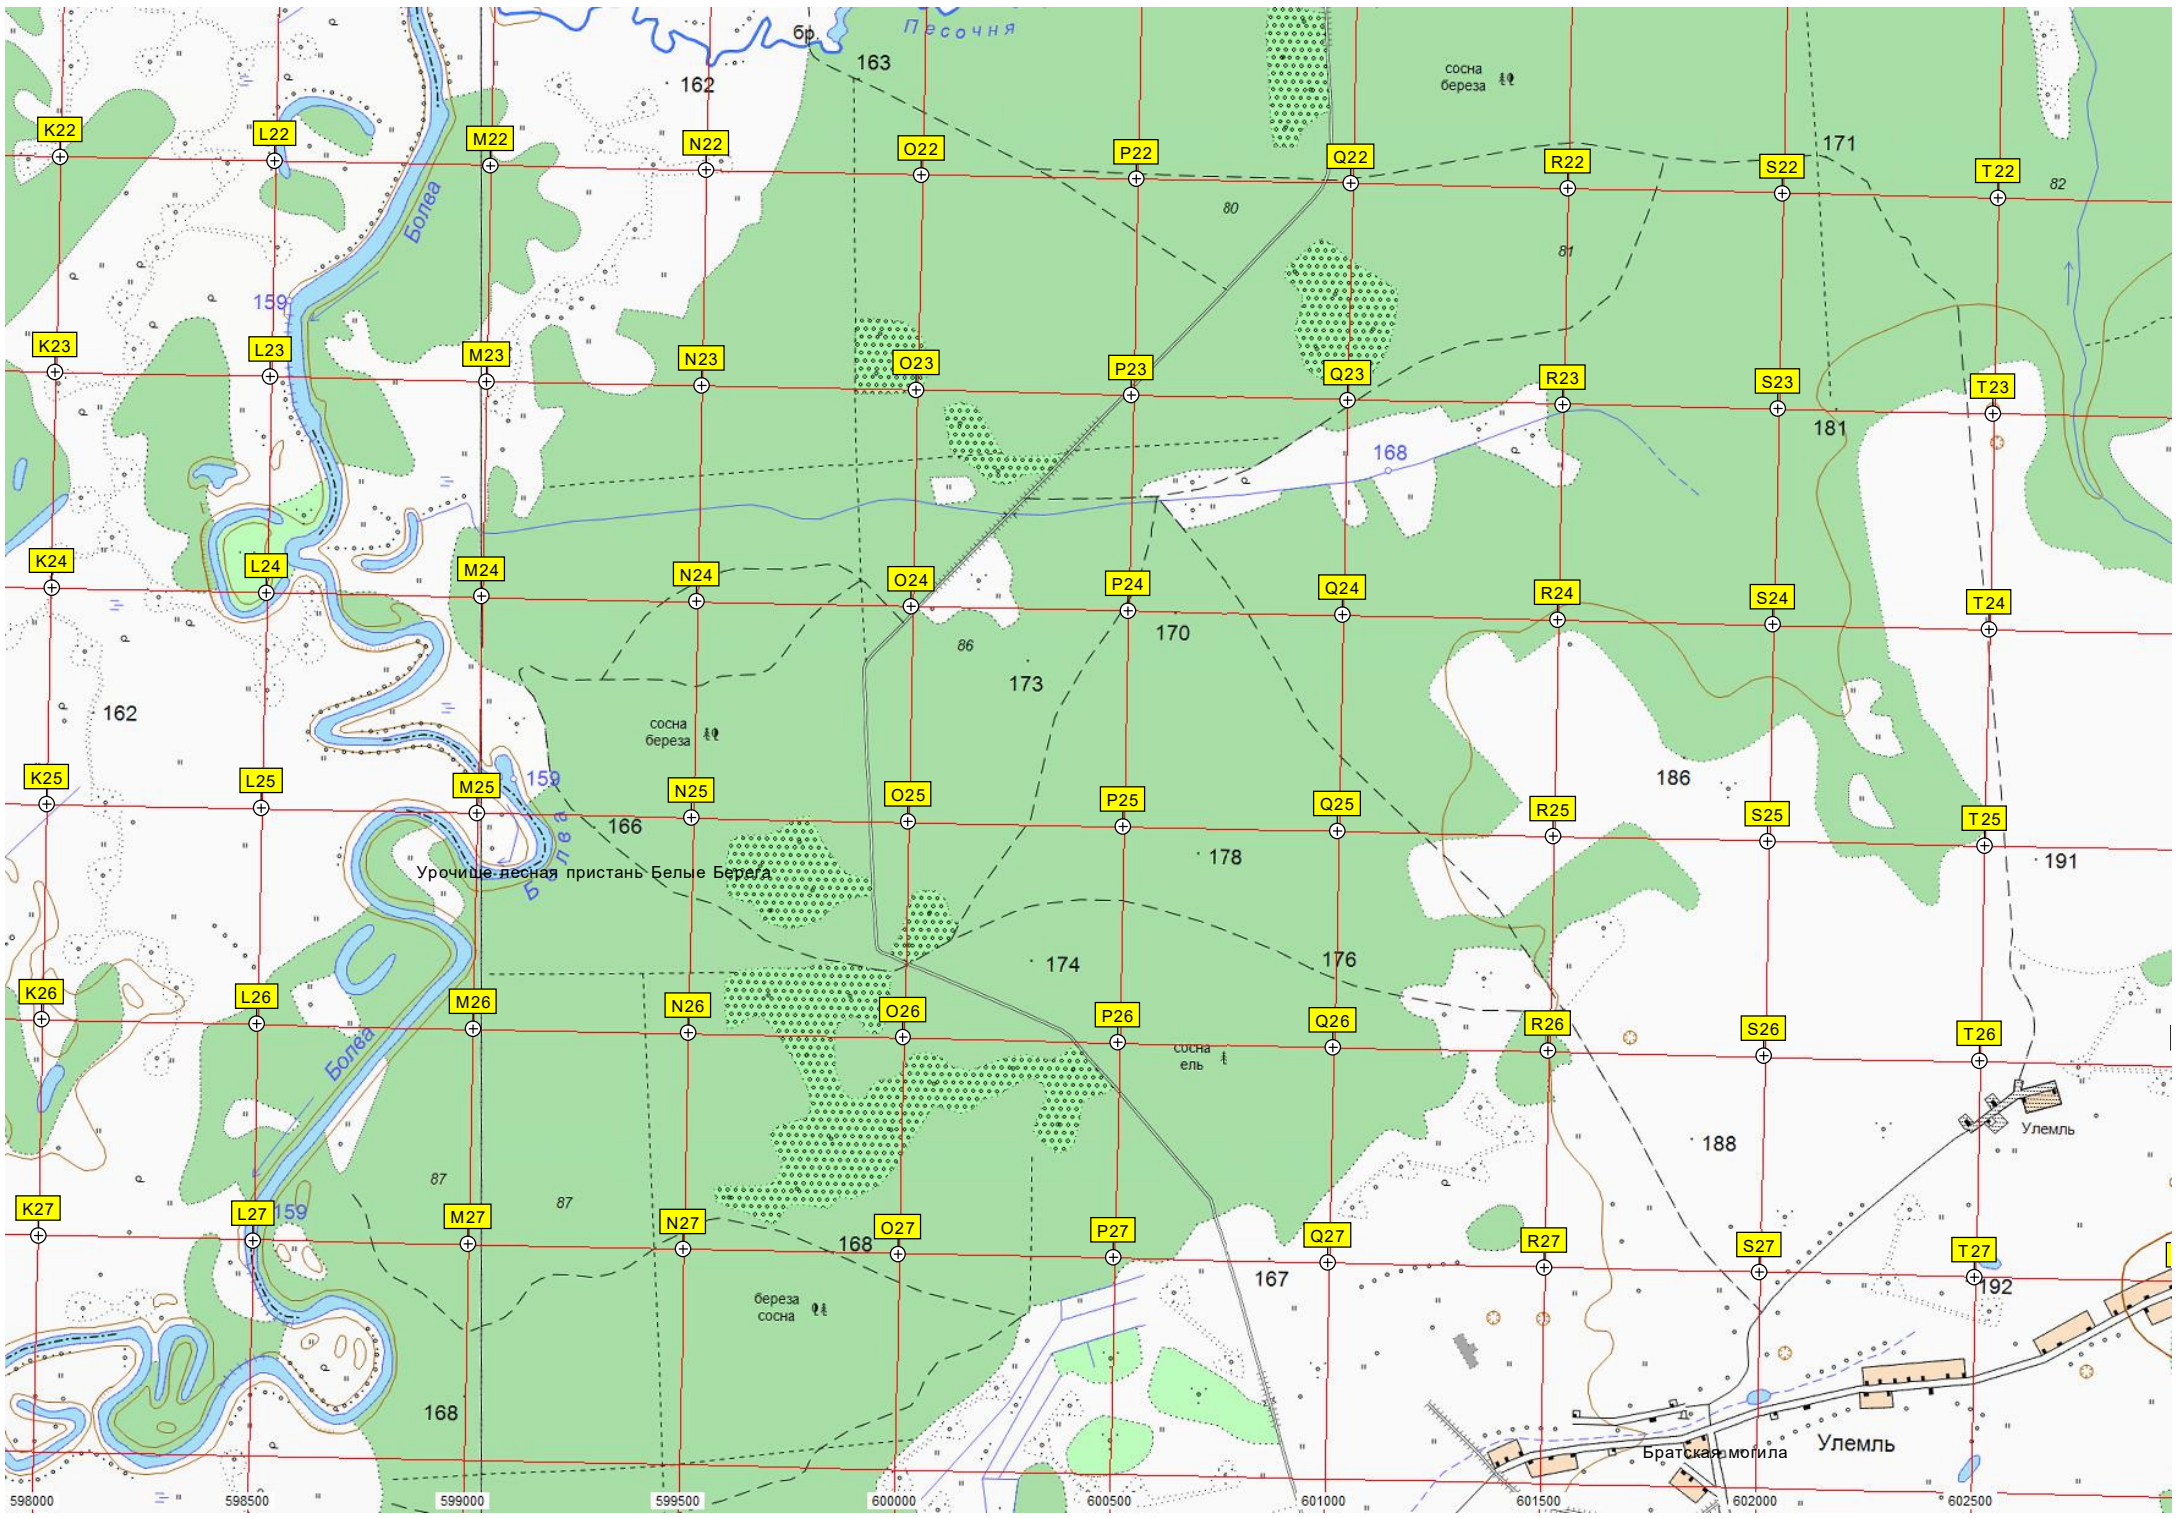 Песочня
бр.
163
162
сосна
береза
K22
L22
M22
N22
O22
P22
Q22
R22
S22
171
T22
82
Болва
80
81
159
K23
L23
M23
N23
O23
P23
Q23
R23
S23
T23
181
168
K24
L24
M24
N24
O24
P24
Q24
R24
S24
T24
170
86
173
162
сосна
береза
186
K25
L25
M25
159
N25
O25
P25
Q25
R25
S25
T25
166
Болва
178
191
Урочище лесная пристань Белые Берега
174
176
K26
L26
M26
N26
O26
P26
Q26
R26
S26
T26
Болва
сосна
ель
188
Улемль
87
87
K27
L27
159
M27
N27
O27
P27
Q27
R27
S27
T27
168
167
192
береза
сосна
168
Улемль
Братская могила
598000
598500
599000
599500
600000
600500
601000
601500
602000
602500